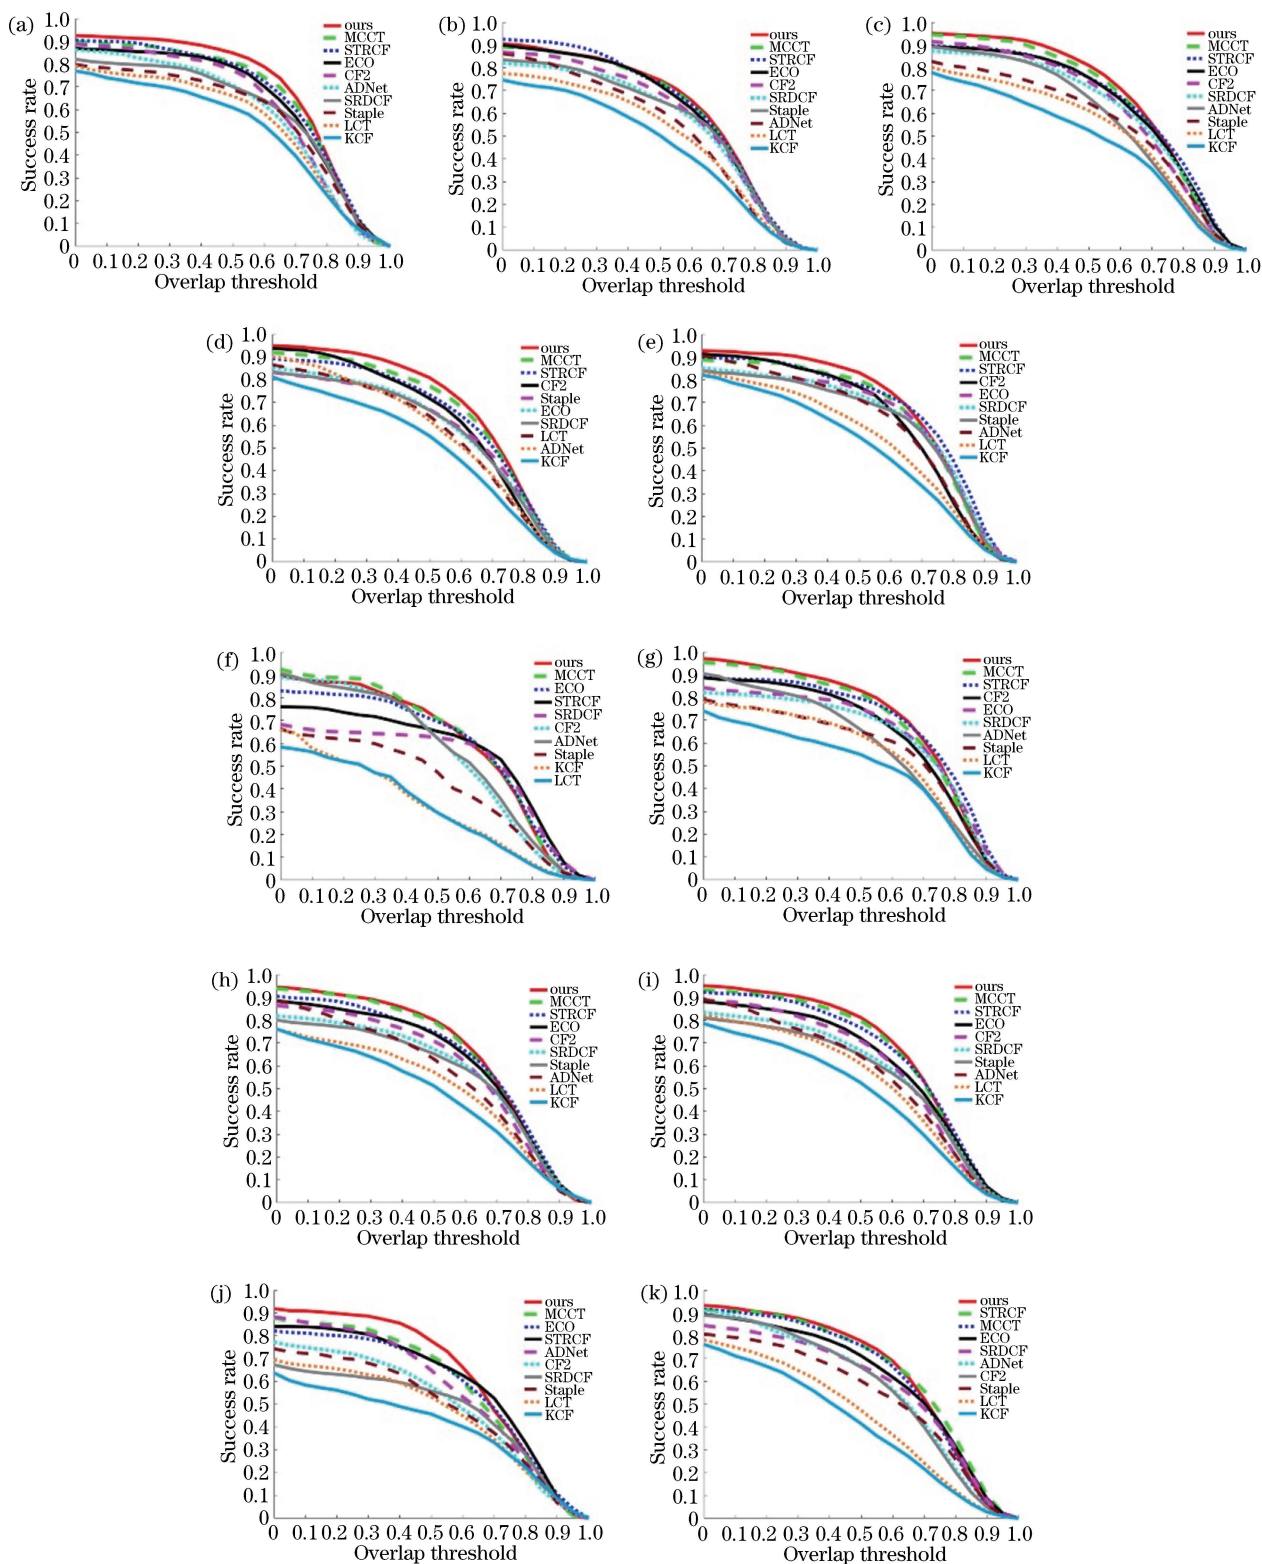 (a)
1.0
0.9
0.8
0.7
0.6
0.5
0.4
0.3
0.2
0.1
0
Success rate
ours
MCCT
STRCF
ECO
CF2
ADNet
SRDCF
Staple
LCT
KCF
0 0.1 0.2 0.3 0.4 0.5 0.6 0.7 0.8 0.9 1.0
Overlap threshold
(b)
1.0
0.9
0.8
0.7
0.6
0.5
0.4
0.3
0.2
0.1
0
Success rate
ours
MCCT
STRCF
ECO
CF2
SRDCF
Staple
ADNet
LCT
KCF
0 0.1 0.2 0.3 0.4 0.5 0.6 0.7 0.8 0.9 1.0
Overlap threshold
(c)
1.0
0.9
0.8
0.7
0.6
0.5
0.4
0.3
0.2
0.1
0
Success rate
ours
MCCT
STRCF
ECO
CF2
SRDCF
ADNet
Staple
LCT
KCF
0 0.1 0.2 0.3 0.4 0.5 0.6 0.7 0.8 0.9 1.0
Overlap threshold
(d)
1.0
0.9
0.8
0.7
0.6
0.5
0.4
0.3
0.2
0.1
0
Success rate
ours
MCCT
STRCF
CF2
Staple
ECO
SRDCF
LCT
ADNet
KCF
0 0.1 0.2 0.3 0.4 0.5 0.6 0.7 0.8 0.9 1.0
Overlap threshold
(e)
1.0
0.9
0.8
0.7
0.6
0.5
0.4
0.3
0.2
0.1
0
Success rate
ours
MCCT
STRCF
CF2
ECO
SRDCF
Staple
ADNet
LCT
KCF
0 0.1 0.2 0.3 0.4 0.5 0.6 0.7 0.8 0.9 1.0
Overlap threshold
(f)
1.0
0.9
0.8
0.7
0.6
0.5
0.4
0.3
0.2
0.1
0
Success rate
ours
MCCT
ECO
STRCF
SRDCF
CF2
ADNet
Staple
KCF
LCT
0 0.1 0.2 0.3 0.4 0.5 0.6 0.7 0.8 0.9 1.0
Overlap threshold
(g)
1.0
0.9
0.8
0.7
0.6
0.5
0.4
0.3
0.2
0.1
0
Success rate
ours
MCCT
STRCF
CF2
ECO
SRDCF
ADNet
Staple
LCT
KCF
0 0.1 0.2 0.3 0.4 0.5 0.6 0.7 0.8 0.9 1.0
Overlap threshold
(h)
1.0
0.9
0.8
0.7
0.6
0.5
0.4
0.3
0.2
0.1
0
Success rate
ours
MCCT
STRCF
ECO
CF2
SRDCF
Staple
ADNet
LCT
KCF
0 0.1 0.2 0.3 0.4 0.5 0.6 0.7 0.8 0.9 1.0
Overlap threshold
(i)
1.0
0.9
0.8
0.7
0.6
0.5
0.4
0.3
0.2
0.1
0
Success rate
ours
MCCT
STRCF
ECO
CF2
SRDCF
Staple
ADNet
LCT
KCF
0 0.1 0.2 0.3 0.4 0.5 0.6 0.7 0.8 0.9 1.0
Overlap threshold
(j)
1.0
0.9
0.8
0.7
0.6
0.5
0.4
0.3
0.2
0.1
0
Success rate
ours
MCCT
ECO
STRCF
ADNet
CF2
SRDCF
Staple
LCT
KCF
0 0.1 0.2 0.3 0.4 0.5 0.6 0.7 0.8 0.9 1.0
Overlap threshold
(k)
1.0
0.9
0.8
0.7
0.6
0.5
0.4
0.3
0.2
0.1
0
Success rate
ours
STRCF
MCCT
ECO
SRDCF
ADNet
CF2
Staple
LCT
KCF
0 0.1 0.2 0.3 0.4 0.5 0.6 0.7 0.8 0.9 1.0
Overlap threshold